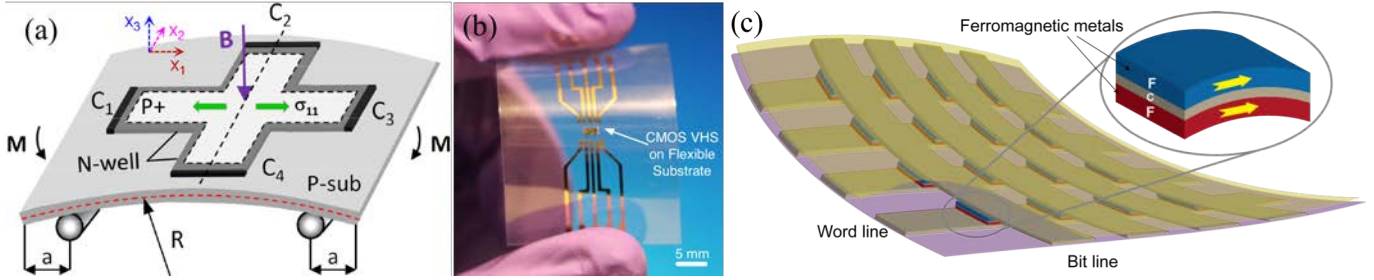 (a)
X₃
X₂
X₁
B
C₂
C₁
P+
σ₁₁
C₃
M
M
N-well
C₄
P-sub
R
a
a
(b)
CMOS VHS
on Flexible
Substrate
5 mm
(c)
Ferromagnetic metals
F
C
F
Word line
Bit line